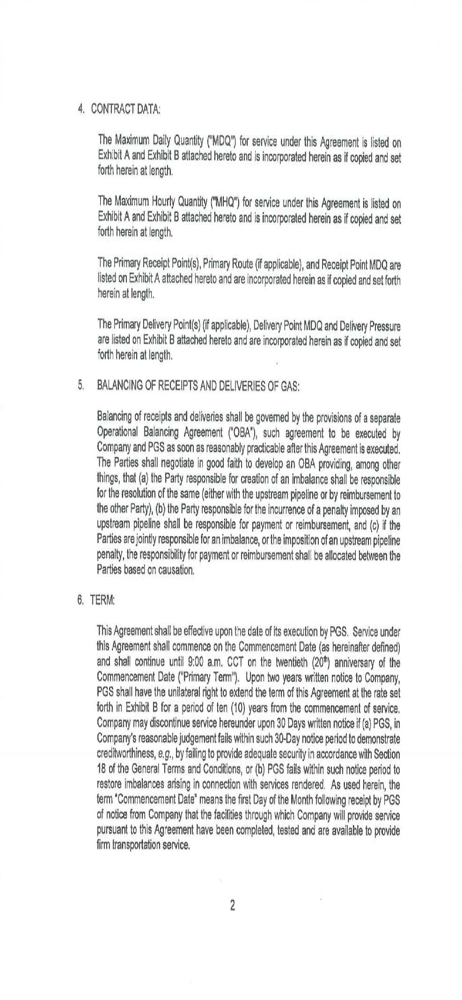 4. CONTRACT DATA:
The Maximum Daily Quantity ("MDQ") for service under this Agreement is listed on
Exhibit A and Exhibit B attached hereto and is incorporated herein as if copied and set
forth herein at length.
The Maximum Hourly Quantity ("MHQ") for service under this Agreement is listed on
Exhibit A and Exhibit B attached hereto and is incorporated herein as if copied and set
forth herein at length.
The Primary Receipt Point(s), Primary Route (if applicable), and Receipt Point MDQ are
listed on Exhibit A attached hereto and are incorporated herein as if copied and set forth
herein at length.
The Primary Delivery Point(s) (if applicable), Delivery Point MDQ and Delivery Pressure
are listed on Exhibit B attached hereto and are incorporated herein as if copied and set
forth herein at length.
5. BALANCING OF RECEIPTS AND DELIVERIES OF GAS:
Balancing of receipts and deliveries shall be governed by the provisions of a separate
Operational Balancing Agreement ("OBA"), such agreement to be executed by
Company and PGS as soon as reasonably practicable after this Agreement is executed.
The Parties shall negotiate in good faith to develop an OBA providing, among other
things, that (a) the Party responsible for creation of an imbalance shall be responsible
for the resolution of the same (either with the upstream pipeline or by reimbursement to
the other Party), (b) the Party responsible for the incurrence of a penalty imposed by an
upstream pipeline shall be responsible for payment or reimbursement, and (c) if the
Parties are jointly responsible for an imbalance, or the imposition of an upstream pipeline
penalty, the responsibility for payment or reimbursement shall be allocated between the
Parties based on causation.
6. TERM:
This Agreement shall be effective upon the date of its execution by PGS. Service under
this Agreement shall commence on the Commencement Date (as hereinafter defined)
and shall continue until 9:00 a.m. CCT on the twentieth (20th) anniversary of the
Commencement Date ("Primary Term"). Upon two years written notice to Company,
PGS shall have the unilateral right to extend the term of this Agreement at the rate set
forth in Exhibit B for a period of ten (10) years from the commencement of service.
Company may discontinue service hereunder upon 30 Days written notice if (a) PGS, in
Company's reasonable judgement fails within such 30-Day notice period to demonstrate
creditworthiness, e.g., by failing to provide adequate security in accordance with Section
18 of the General Terms and Conditions, or (b) PGS fails within such notice period to
restore imbalances arising in connection with services rendered. As used herein, the
term "Commencement Date" means the first Day of the Month following receipt by PGS
of notice from Company that the facilities through which Company will provide service
pursuant to this Agreement have been completed, tested and are available to provide
firm transportation service.
2